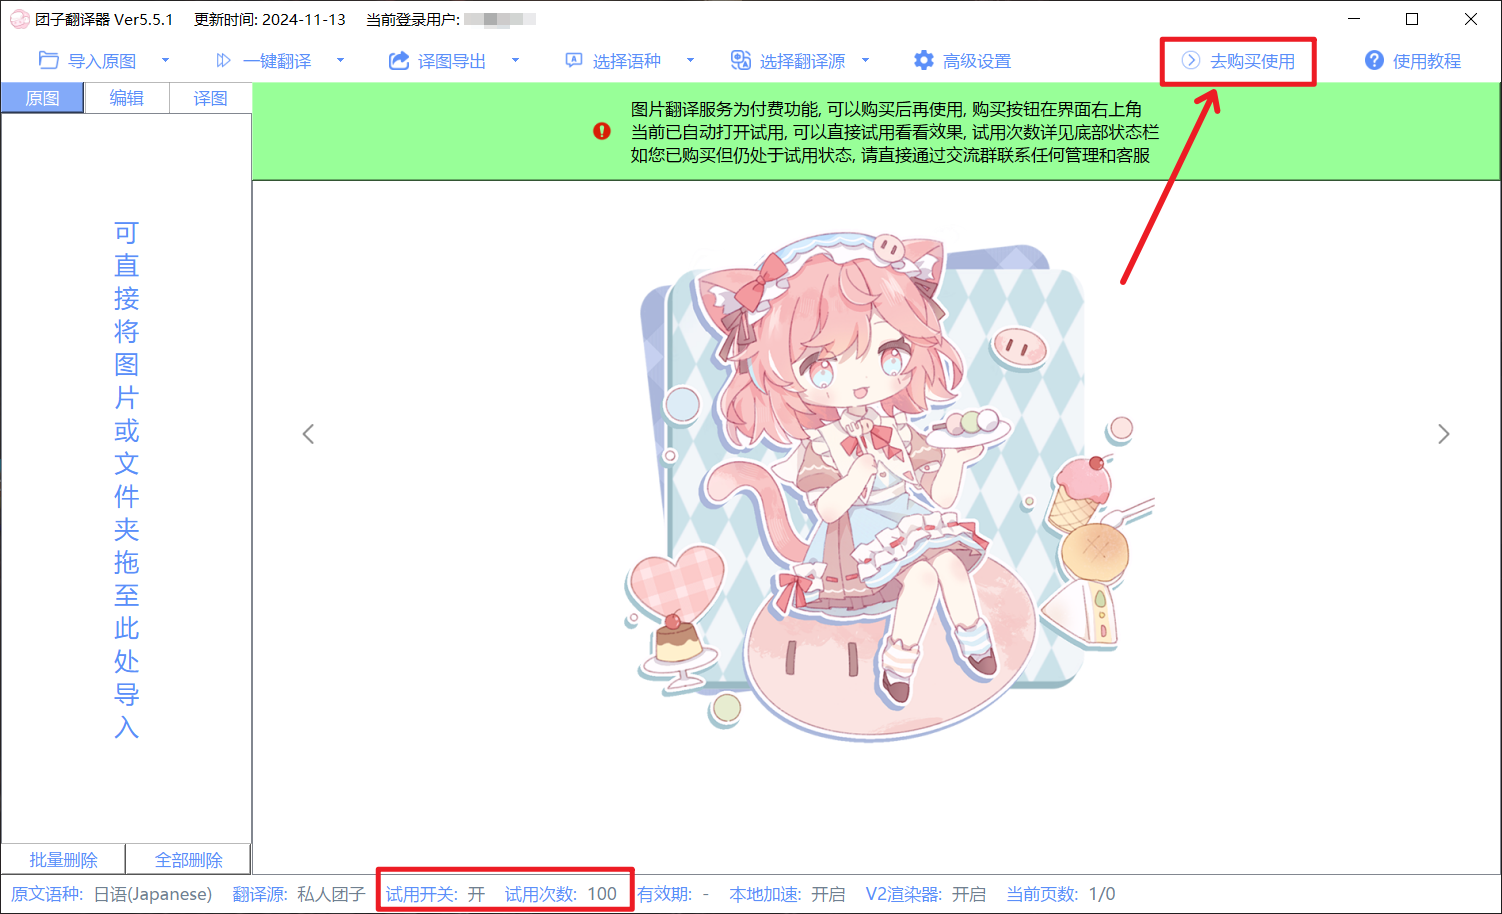 团子翻译器 Ver5.5.1 更新时间: 2024-11-13 当前登录用户:
导入原图 一键翻译 译图导出 选择语种 选择翻译源 高级设置 去购买使用 使用教程
原图 编辑 译图
图片翻译服务为付费功能, 可以购买后再使用, 购买按钮在界面右上角
当前已自动打开试用, 可以直接试用看看效果, 试用次数详见底部状态栏
如您已购买但仍处于试用状态, 请直接通过交流群联系任何管理和客服
可直接将图片或文件夹拖至此处导入
批量删除 全部删除
原文语种: 日语(Japanese) 翻译源: 私人团子 试用开关: 开 试用次数: 100 有效期: - 本地加速: 开启 V2渲染器: 开启 当前页数: 1/0